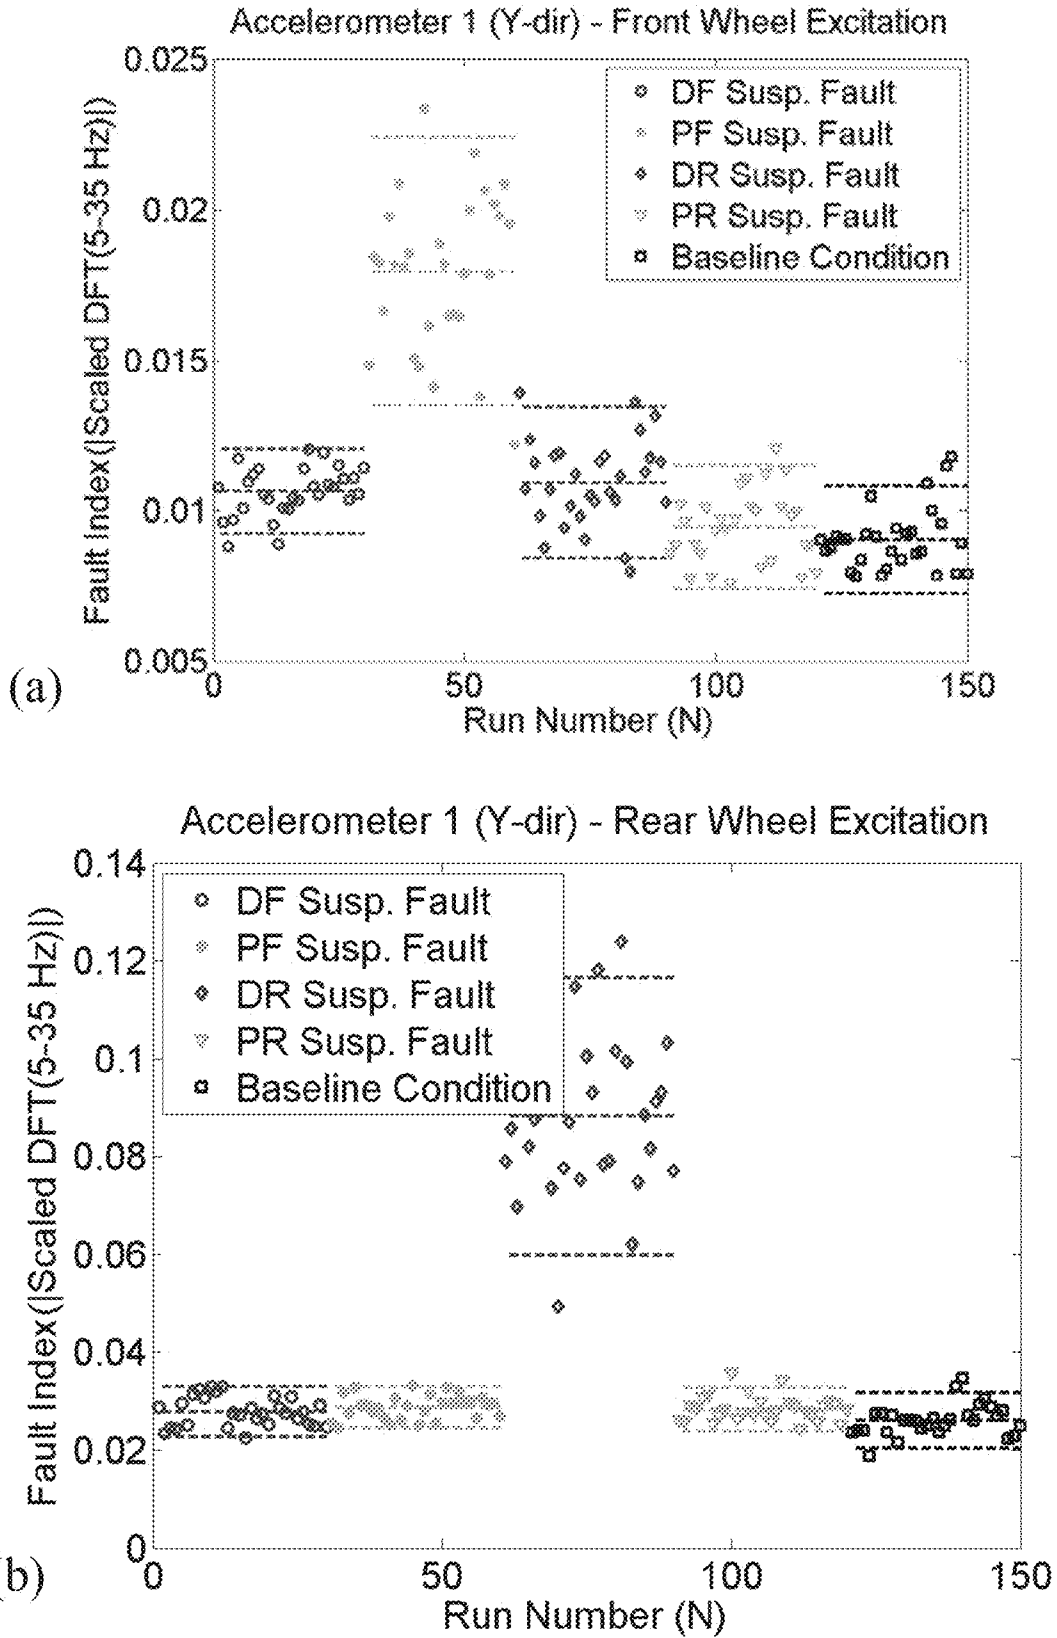 Accelerometer 1 (Y-dir) - Front Wheel Excitation
Fault Index(|Scaled DFT(5-35 Hz)|)
0.025
0.02
0.015
0.01
0.005
DF Susp. Fault
PF Susp. Fault
DR Susp. Fault
PR Susp. Fault
Baseline Condition
0 50 100 150
Run Number (N)
(a)
Accelerometer 1 (Y-dir) - Rear Wheel Excitation
Fault Index(|Scaled DFT(5-35 Hz)|)
0.14
0.12
0.1
0.08
0.06
0.04
0.02
0
DF Susp. Fault
PF Susp. Fault
DR Susp. Fault
PR Susp. Fault
Baseline Condition
0 50 100 150
Run Number (N)
(b)